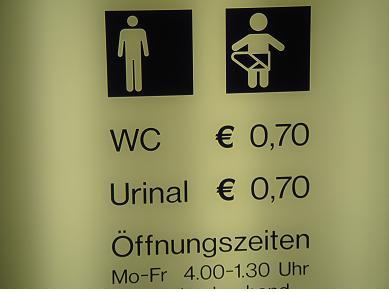 WC € 0,70
Urinal € 0,70
Öffnungszeiten
Mo-Fr 4.00-1.30 Uhr